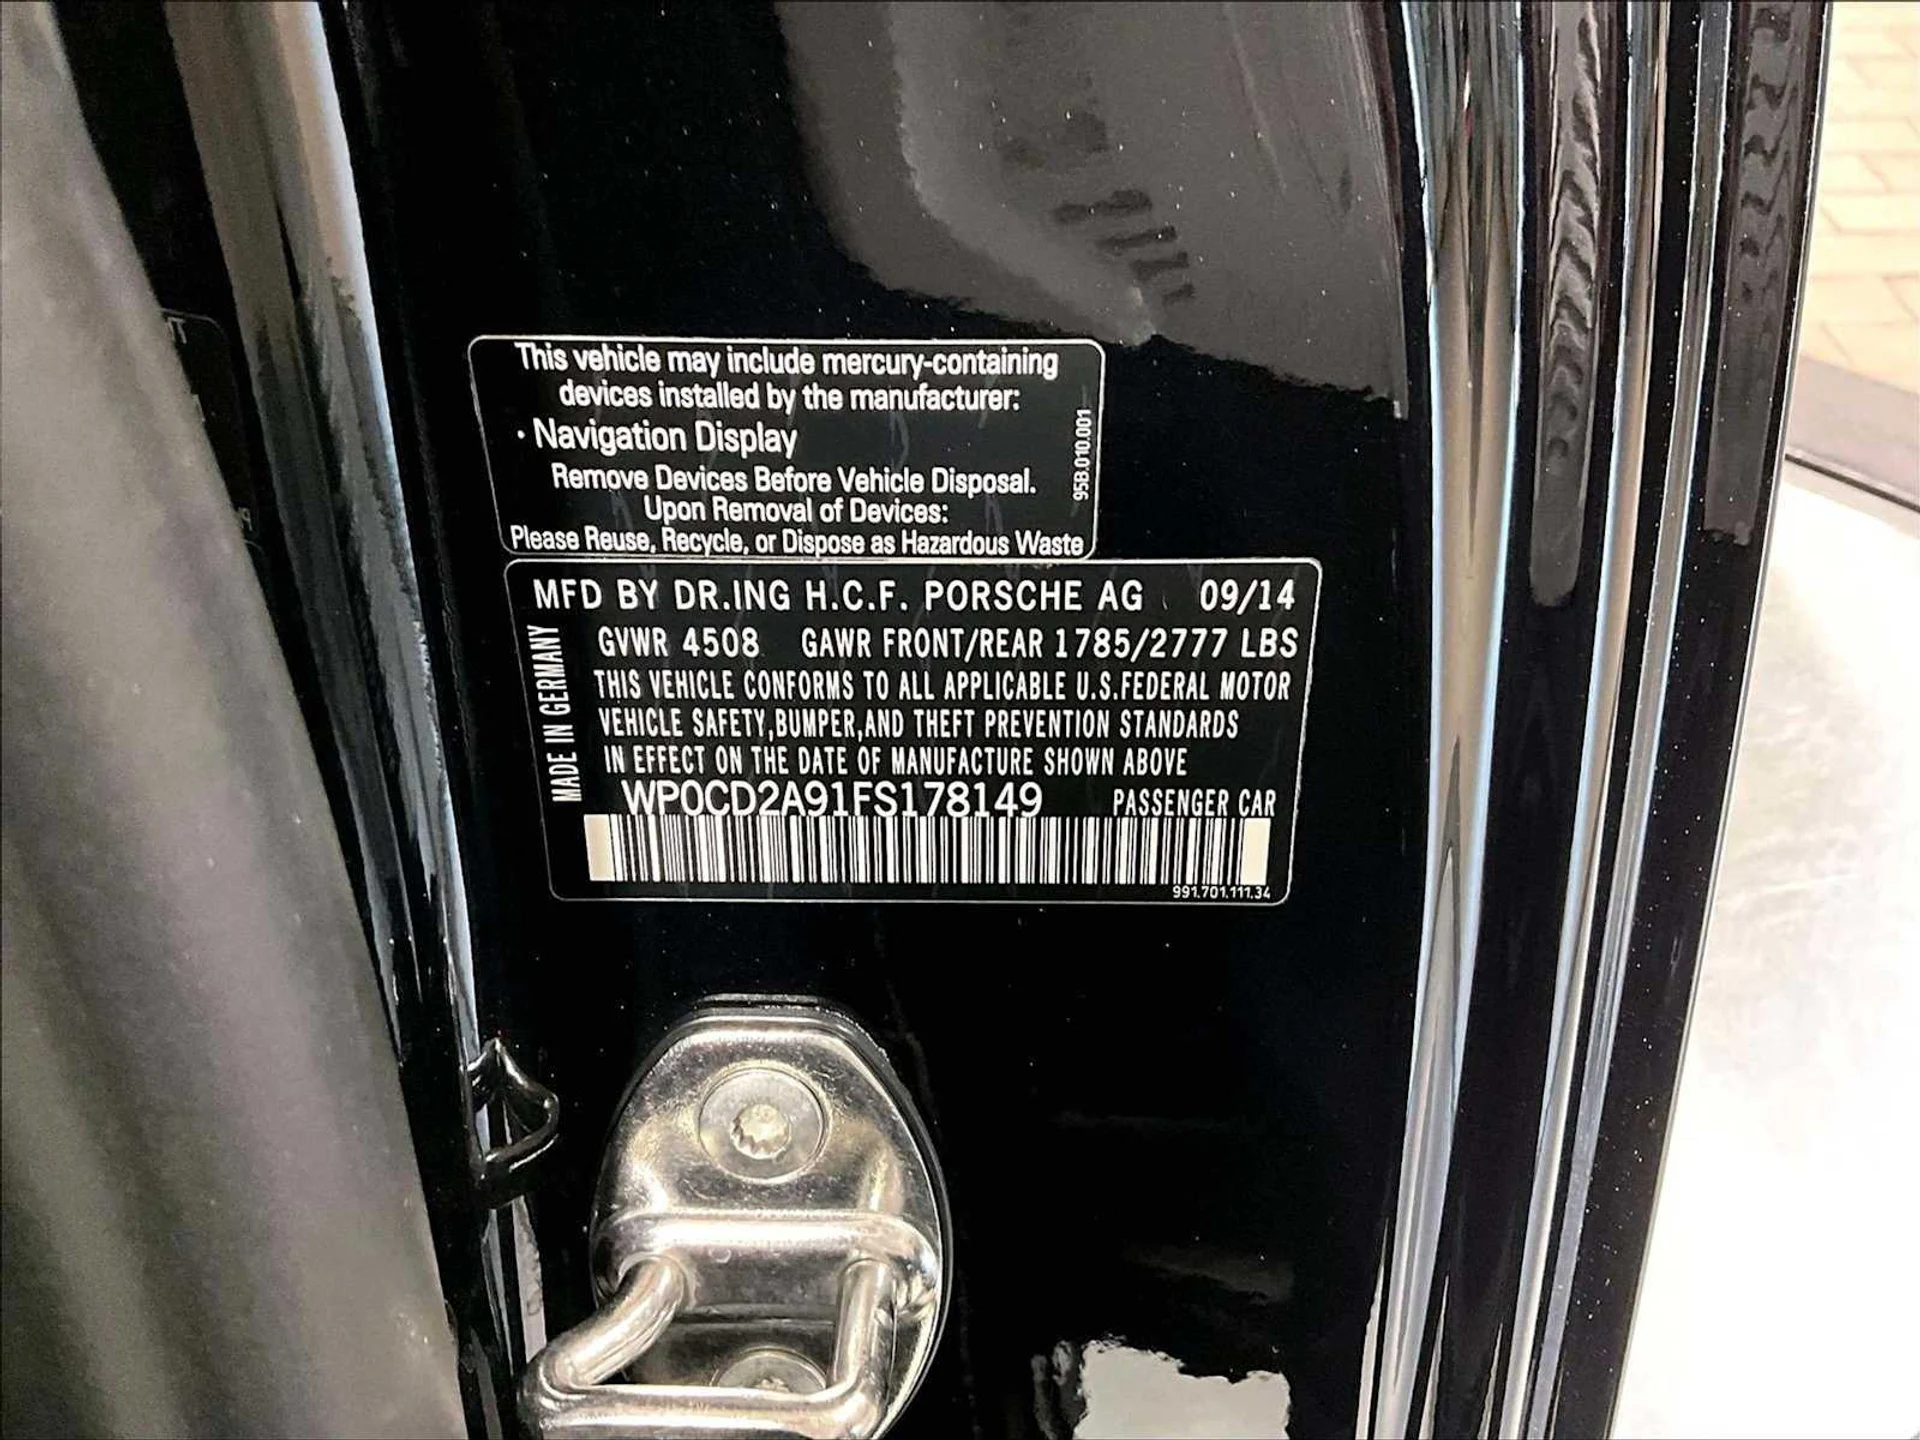 This vehicle may include mercury-containing
devices installed by the manufacturer:
· Navigation Display
Remove Devices Before Vehicle Disposal.
Upon Removal of Devices:
Please Reuse, Recycle, or Dispose as Hazardous Waste
95B.010.001
MFD BY DR.ING H.C.F. PORSCHE AG 09/14
GVWR 4508 GAWR FRONT/REAR 1785/2777 LBS
THIS VEHICLE CONFORMS TO ALL APPLICABLE U.S.FEDERAL MOTOR
VEHICLE SAFETY,BUMPER,AND THEFT PREVENTION STANDARDS
IN EFFECT ON THE DATE OF MANUFACTURE SHOWN ABOVE
MADE IN GERMANY
WP0CD2A91FS178149 PASSENGER CAR
991.701.111.34